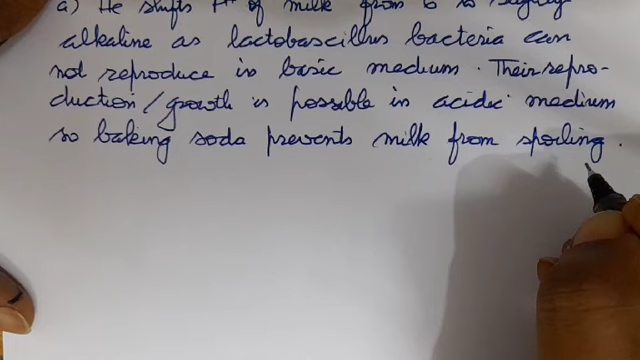 a) He shifts pH of milk from 6 to slightly
alkaline as lactobascillus bacteria can
not reproduce in basic medium. Their repro-
duction/growth is possible in acidic medium
so baking soda prevents milk from spoiling.